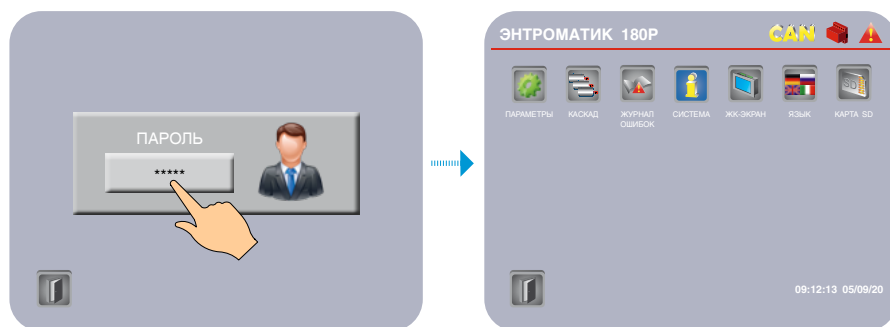 ПАРОЛЬ
*****
ЭНТРОМАТИК 180Р
CAN
ПАРАМЕТРЫ
КАСКАД
ЖУРНАЛ
ОШИБОК
СИСТЕМА
ЖК-ЭКРАН
ЯЗЫК
КАРТА SD
SD
09:12:13 05/09/20